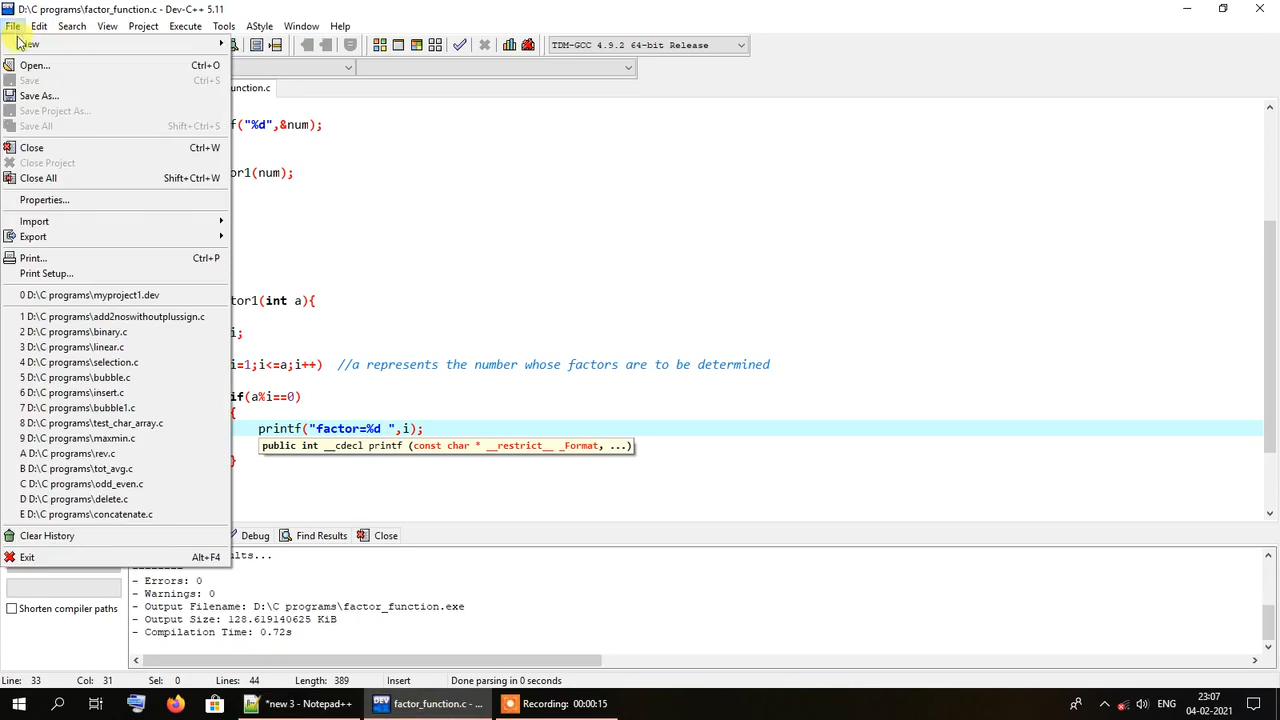 D:\C programs\factor_function.c - Dev-C++ 5.11
File Edit Search View Project Execute Tools AStyle Window Help
New
TDM-GCC 4.9.2 64-bit Release
Open... Ctrl+O
Save Ctrl+S
Save As...
Save Project As...
Save All Shift+Ctrl+S
Close Ctrl+W
Close Project
Close All Shift+Ctrl+W
Properties...
Import
Export
Print... Ctrl+P
Print Setup...
0 D:\C programs\myproject1.dev
1 D:\C programs\add2noswithoutplussign.c
2 D:\C programs\binary.c
3 D:\C programs\linear.c
4 D:\C programs\selection.c
5 D:\C programs\bubble.c
6 D:\C programs\insert.c
7 D:\C programs\bubble1.c
8 D:\C programs\test_char_array.c
9 D:\C programs\maxmin.c
A D:\C programs\rev.c
B D:\C programs\tot_avg.c
C D:\C programs\odd_even.c
D D:\C programs\delete.c
E D:\C programs\concatenate.c
Clear History
Exit Alt+F4
unction.c
f("%d",&num);
or1(num);
tor1(int a){
i;
i=1;i<=a;i++) //a represents the number whose factors are to be determined
if(a%i==0)
{
printf("factor=%d ",i);
public int __cdecl printf (const char * __restrict__ _Format, ...)
}
Debug Find Results Close
lts...
--------
- Errors: 0
- Warnings: 0
- Output Filename: D:\C programs\factor_function.exe
- Output Size: 128.619140625 KiB
- Compilation Time: 0.72s
Shorten compiler paths
Line: 33 Col: 31 Sel: 0 Lines: 44 Length: 389 Insert Done parsing in 0 seconds
*new 3 - Notepad++ DEV factor_function.c - ... Recording: 00:00:15 ENG 23:07
04-02-2021